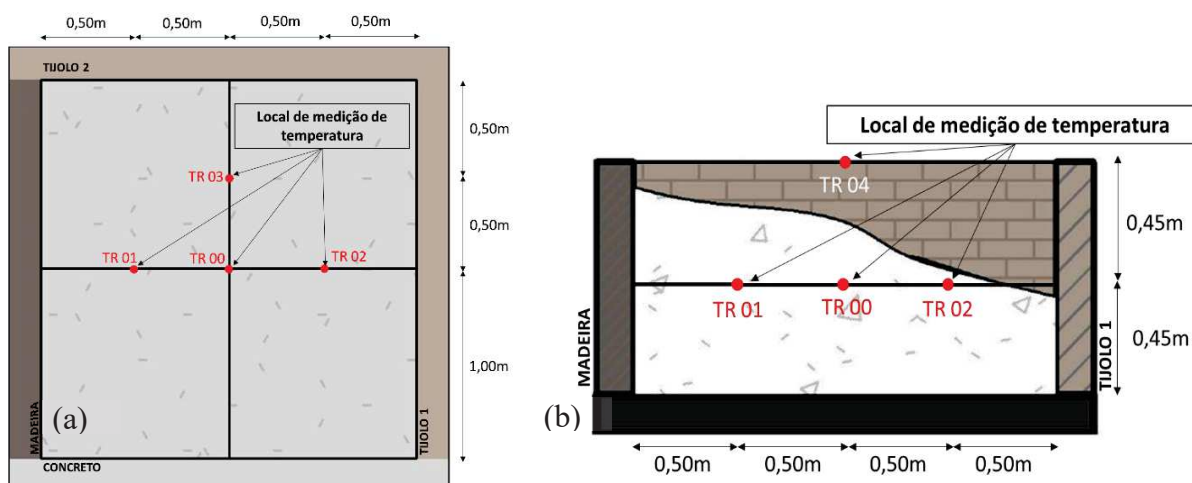 0,50m 0,50m 0,50m 0,50m
TIJOLO 2
Local de medição de
temperatura
TR 03
TR 01
TR 00
TR 02
0,50m
0,50m
1,00m
MADEIRA
(a)
TIJOLO 1
CONCRETO
Local de medição de temperatura
TR 04
TR 01
TR 00
TR 02
0,45m
0,45m
MADEIRA
TIJOLO 1
(b)
0,50m 0,50m 0,50m 0,50m